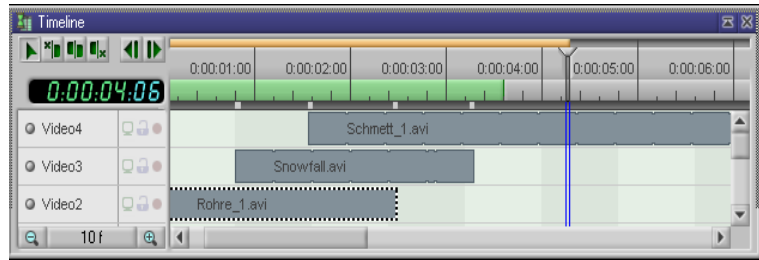 Timeline
0:00:01:00 0:00:02:00 0:00:03:00 0:00:04:00 0:00:05:00 0:00:06:00
0:00:04:06
Video4 Schmett_1.avi
Video3 Snowfall.avi
Video2 Rohre_1.avi
10 f